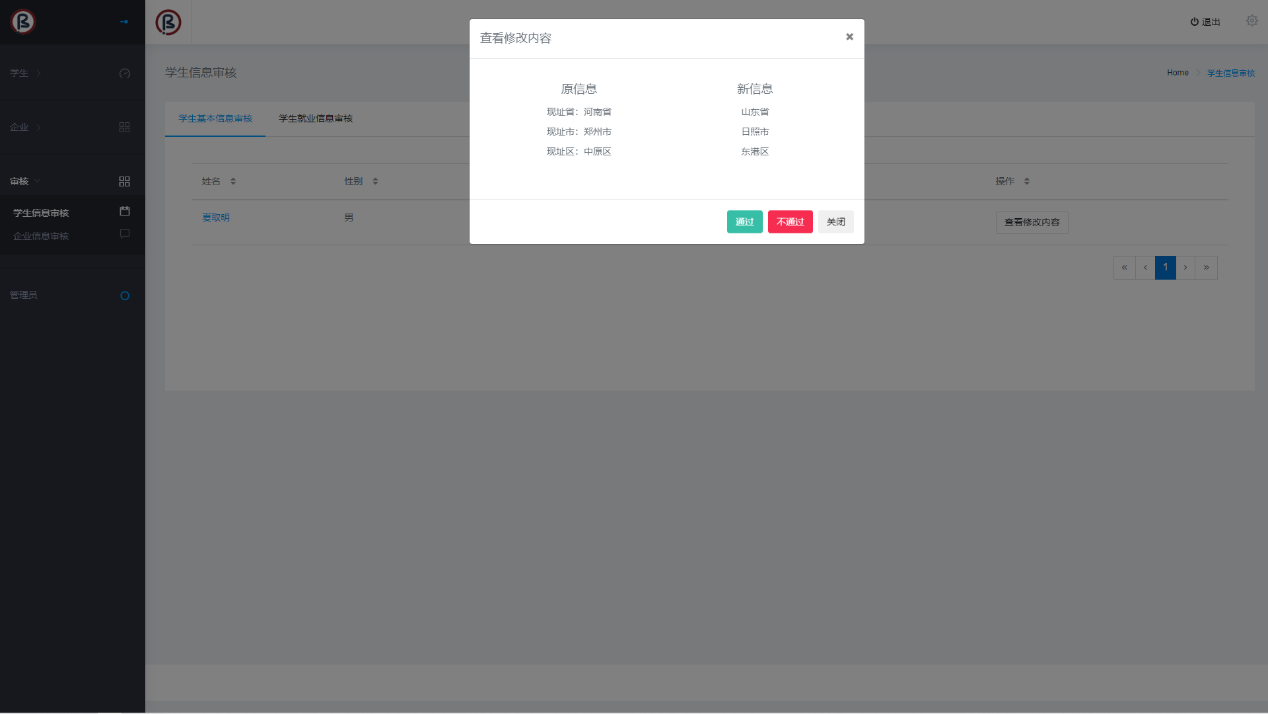 退出
学生
企业
审核
学生信息审核
企业信息审核
管理员
学生信息审核
Home 学生信息审核
学生基本信息审核 学生就业信息审核
姓名 性别 操作
夏取明 男 查看修改内容
« ‹ 1 › »
查看修改内容 ×
原信息 新信息
现址省：河南省 山东省
现址市：郑州市 日照市
现址区：中原区 东港区
通过 不通过 关闭